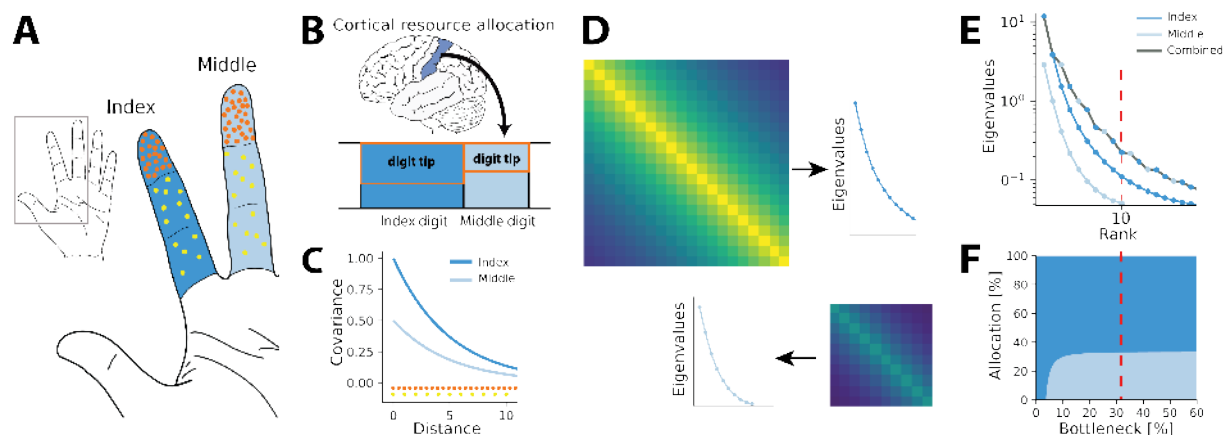 A
Middle
Index
B
Cortical resource allocation
digit tip
digit tip
Index digit
Middle digit
C
Index
Middle
Covariance
1.00
0.75
0.50
0.25
0.00
0
5
10
Distance
D
Eigenvalues
Eigenvalues
E
Index
Middle
Combined
Eigenvalues
10¹
10⁰
10⁻¹
10
Rank
F
Allocation [%]
100
80
60
40
20
0
0 10 20 30 40 50 60
Bottleneck [%]